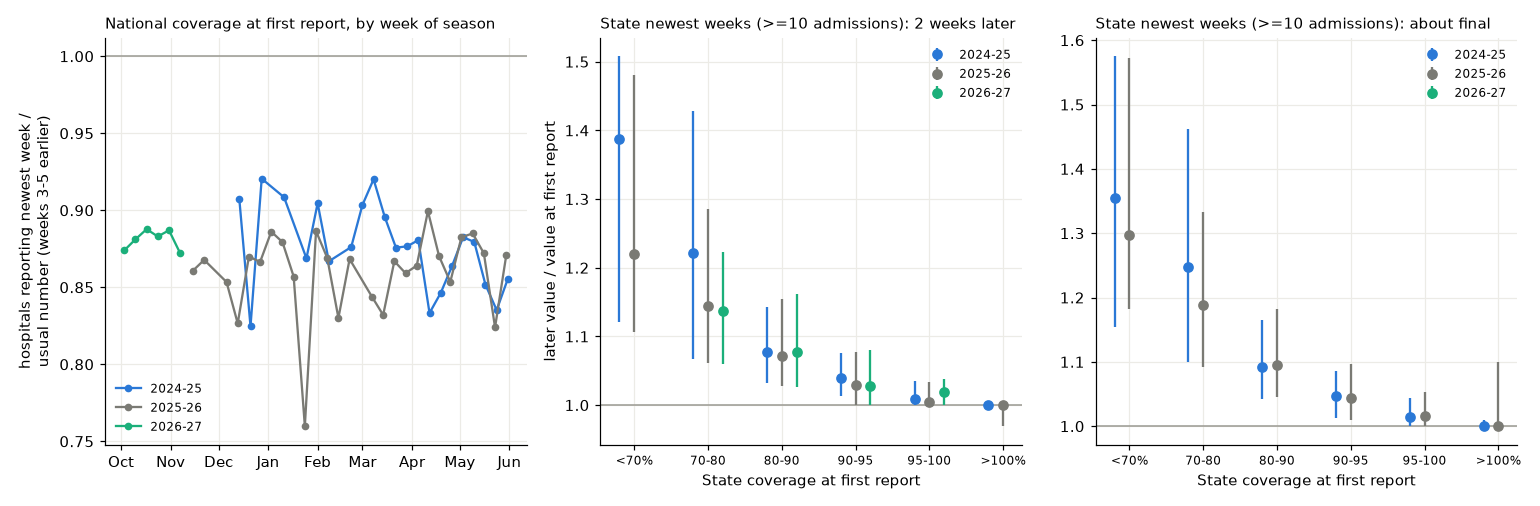 National coverage at first report, by week of season
hospitals reporting newest week /
usual number (weeks 3-5 earlier)
1.00
0.95
0.90
0.85
0.80
0.75
2024-25
2025-26
2026-27
Oct Nov Dec Jan Feb Mar Apr May Jun
State newest weeks (>=10 admissions): 2 weeks later
later value / value at first report
1.5
1.4
1.3
1.2
1.1
1.0
2024-25
2025-26
2026-27
<70% 70-80 80-90 90-95 95-100 >100%
State coverage at first report
State newest weeks (>=10 admissions): about final
1.6
1.5
1.4
1.3
1.2
1.1
1.0
2024-25
2025-26
2026-27
<70% 70-80 80-90 90-95 95-100 >100%
State coverage at first report